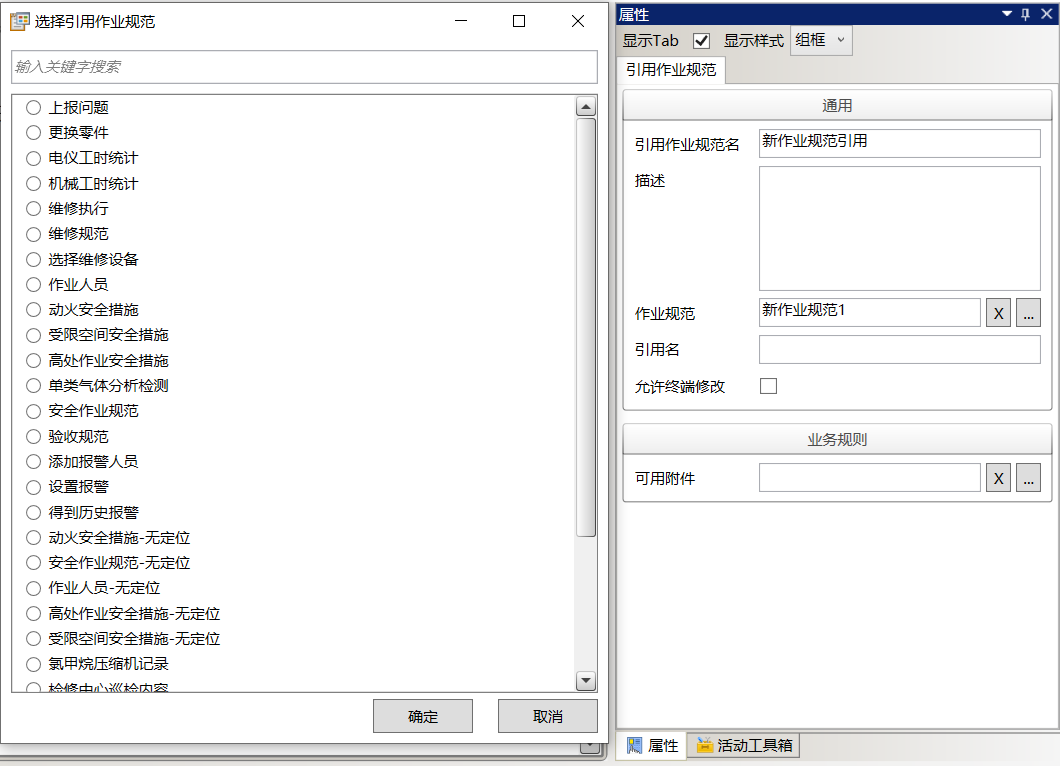 选择引用作业规范
输入关键字搜索
上报问题
更换零件
电仪工时统计
机械工时统计
维修执行
维修规范
选择维修设备
作业人员
动火安全措施
受限空间安全措施
高处作业安全措施
单类气体分析检测
安全作业规范
验收规范
添加报警人员
设置报警
得到历史报警
动火安全措施-无定位
安全作业规范-无定位
作业人员-无定位
高处作业安全措施-无定位
受限空间安全措施-无定位
氯甲烷压缩机记录
检修中心巡检内容
确定 取消
属性
显示Tab 显示样式 组框
引用作业规范
通用
引用作业规范名 新作业规范引用
描述
作业规范 新作业规范1 X ...
引用名
允许终端修改
业务规则
可用附件 X ...
属性 活动工具箱